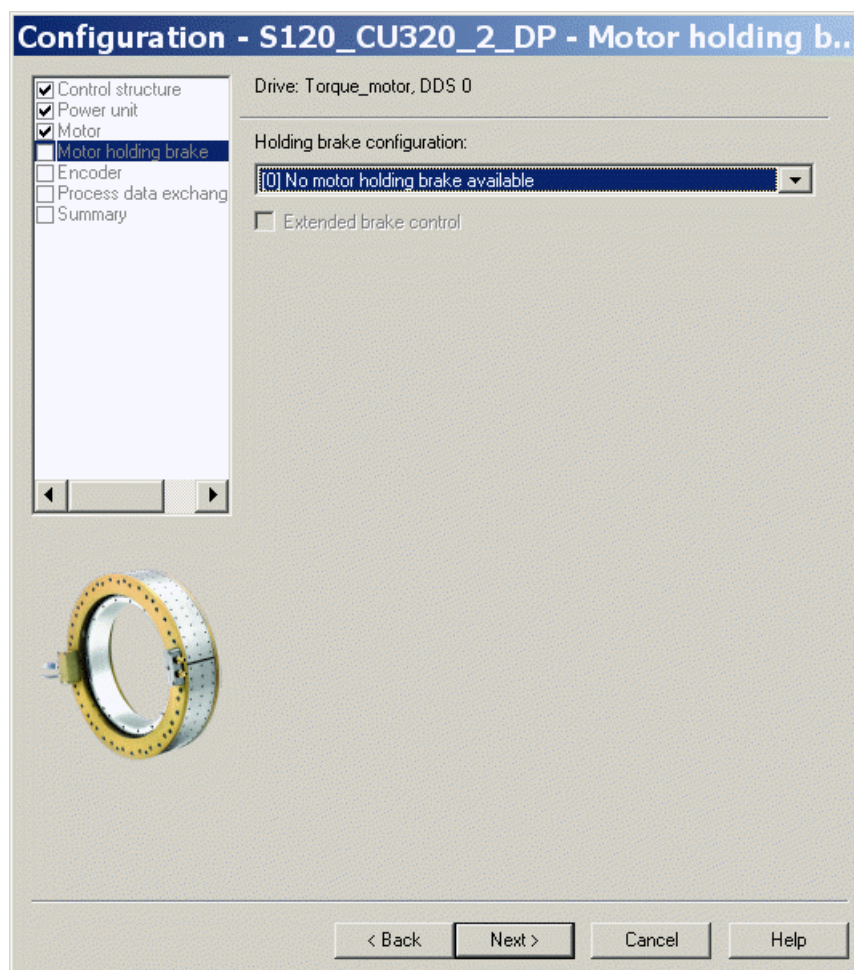 Configuration - S120_CU320_2_DP - Motor holding b...
Control structure
Power unit
Motor
Motor holding brake
Encoder
Process data exchang
Summary
Drive: Torque_motor, DDS 0
Holding brake configuration:
[0] No motor holding brake available
Extended brake control
< Back
Next >
Cancel
Help